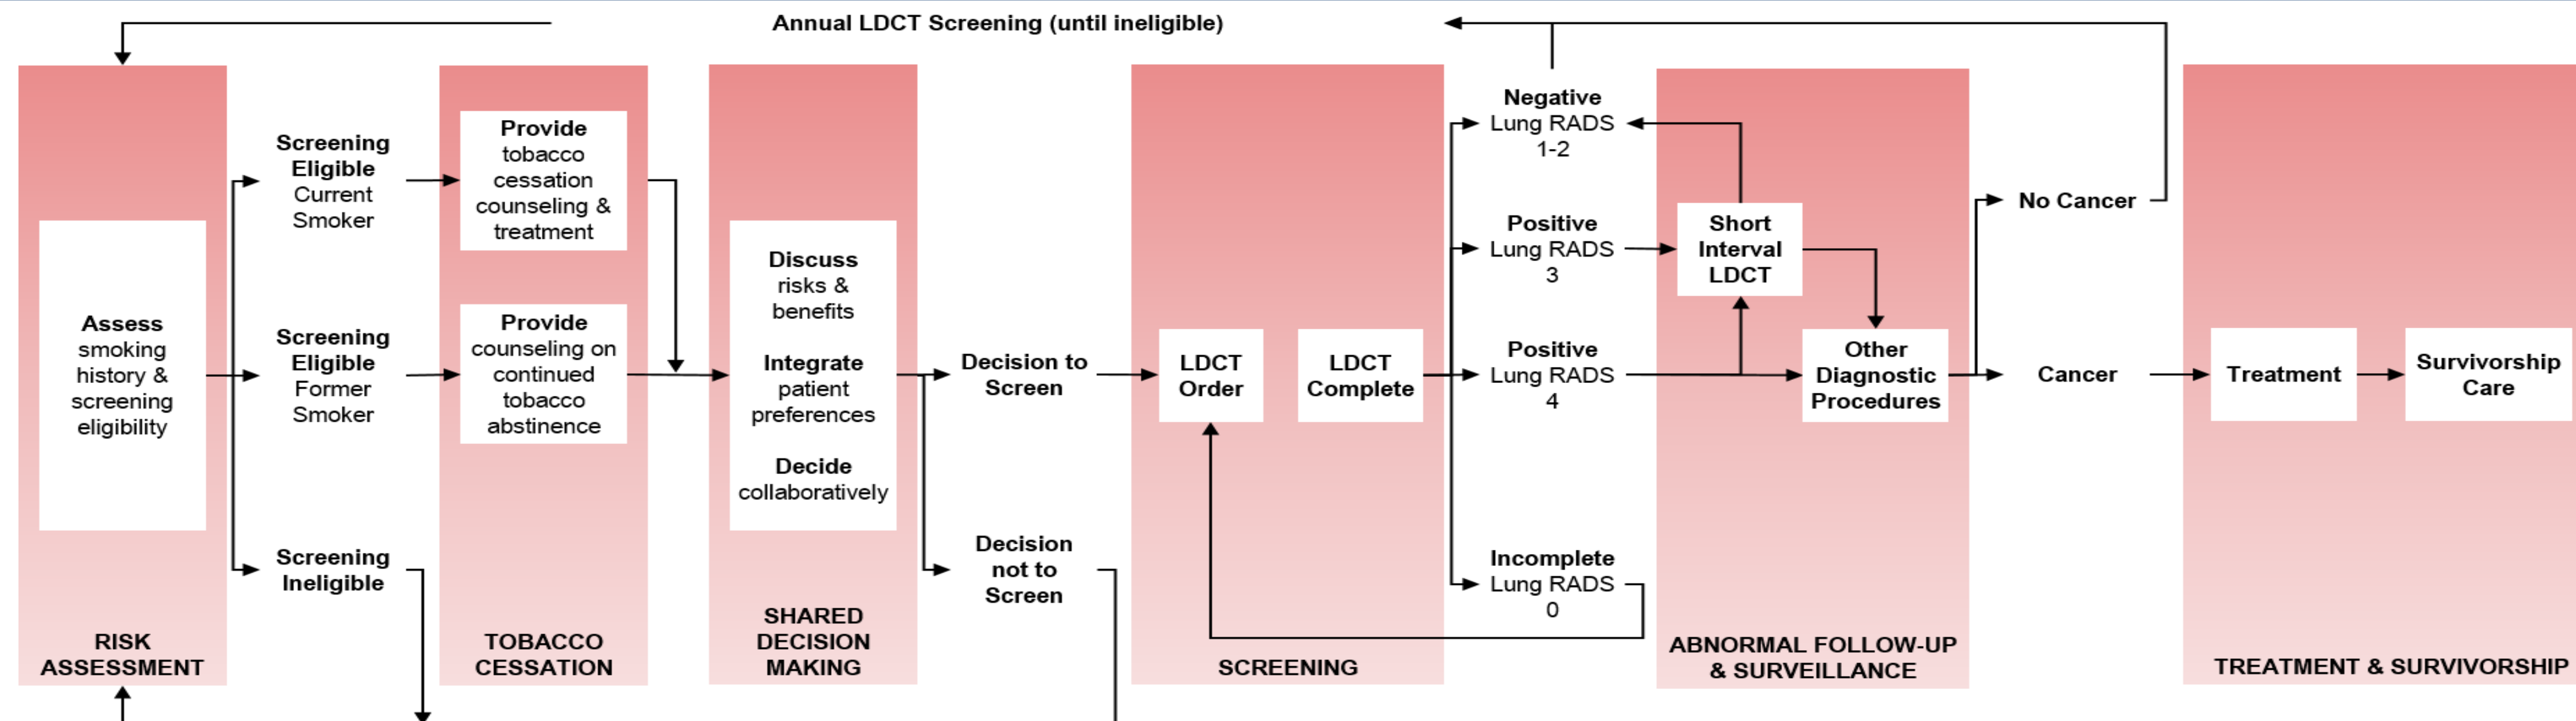 Annual LDCT Screening (until ineligible)
Assess
smoking
history &
screening
eligibility
RISK
ASSESSMENT
Screening
Eligible
Current
Smoker
Screening
Eligible
Former
Smoker
Screening
Ineligible
Provide
tobacco
cessation
counseling &
treatment
Provide
counseling on
continued
tobacco
abstinence
TOBACCO
CESSATION
Discuss
risks &
benefits
Integrate
patient
preferences
Decide
collaboratively
SHARED
DECISION
MAKING
Decision to
Screen
Decision
not to
Screen
LDCT
Order
LDCT
Complete
SCREENING
Negative
Lung RADS
1-2
Positive
Lung RADS
3
Positive
Lung RADS
4
Incomplete
Lung RADS
0
Short
Interval
LDCT
Other
Diagnostic
Procedures
ABNORMAL FOLLOW-UP
& SURVEILLANCE
No Cancer
Cancer
Treatment
Survivorship
Care
TREATMENT & SURVIVORSHIP